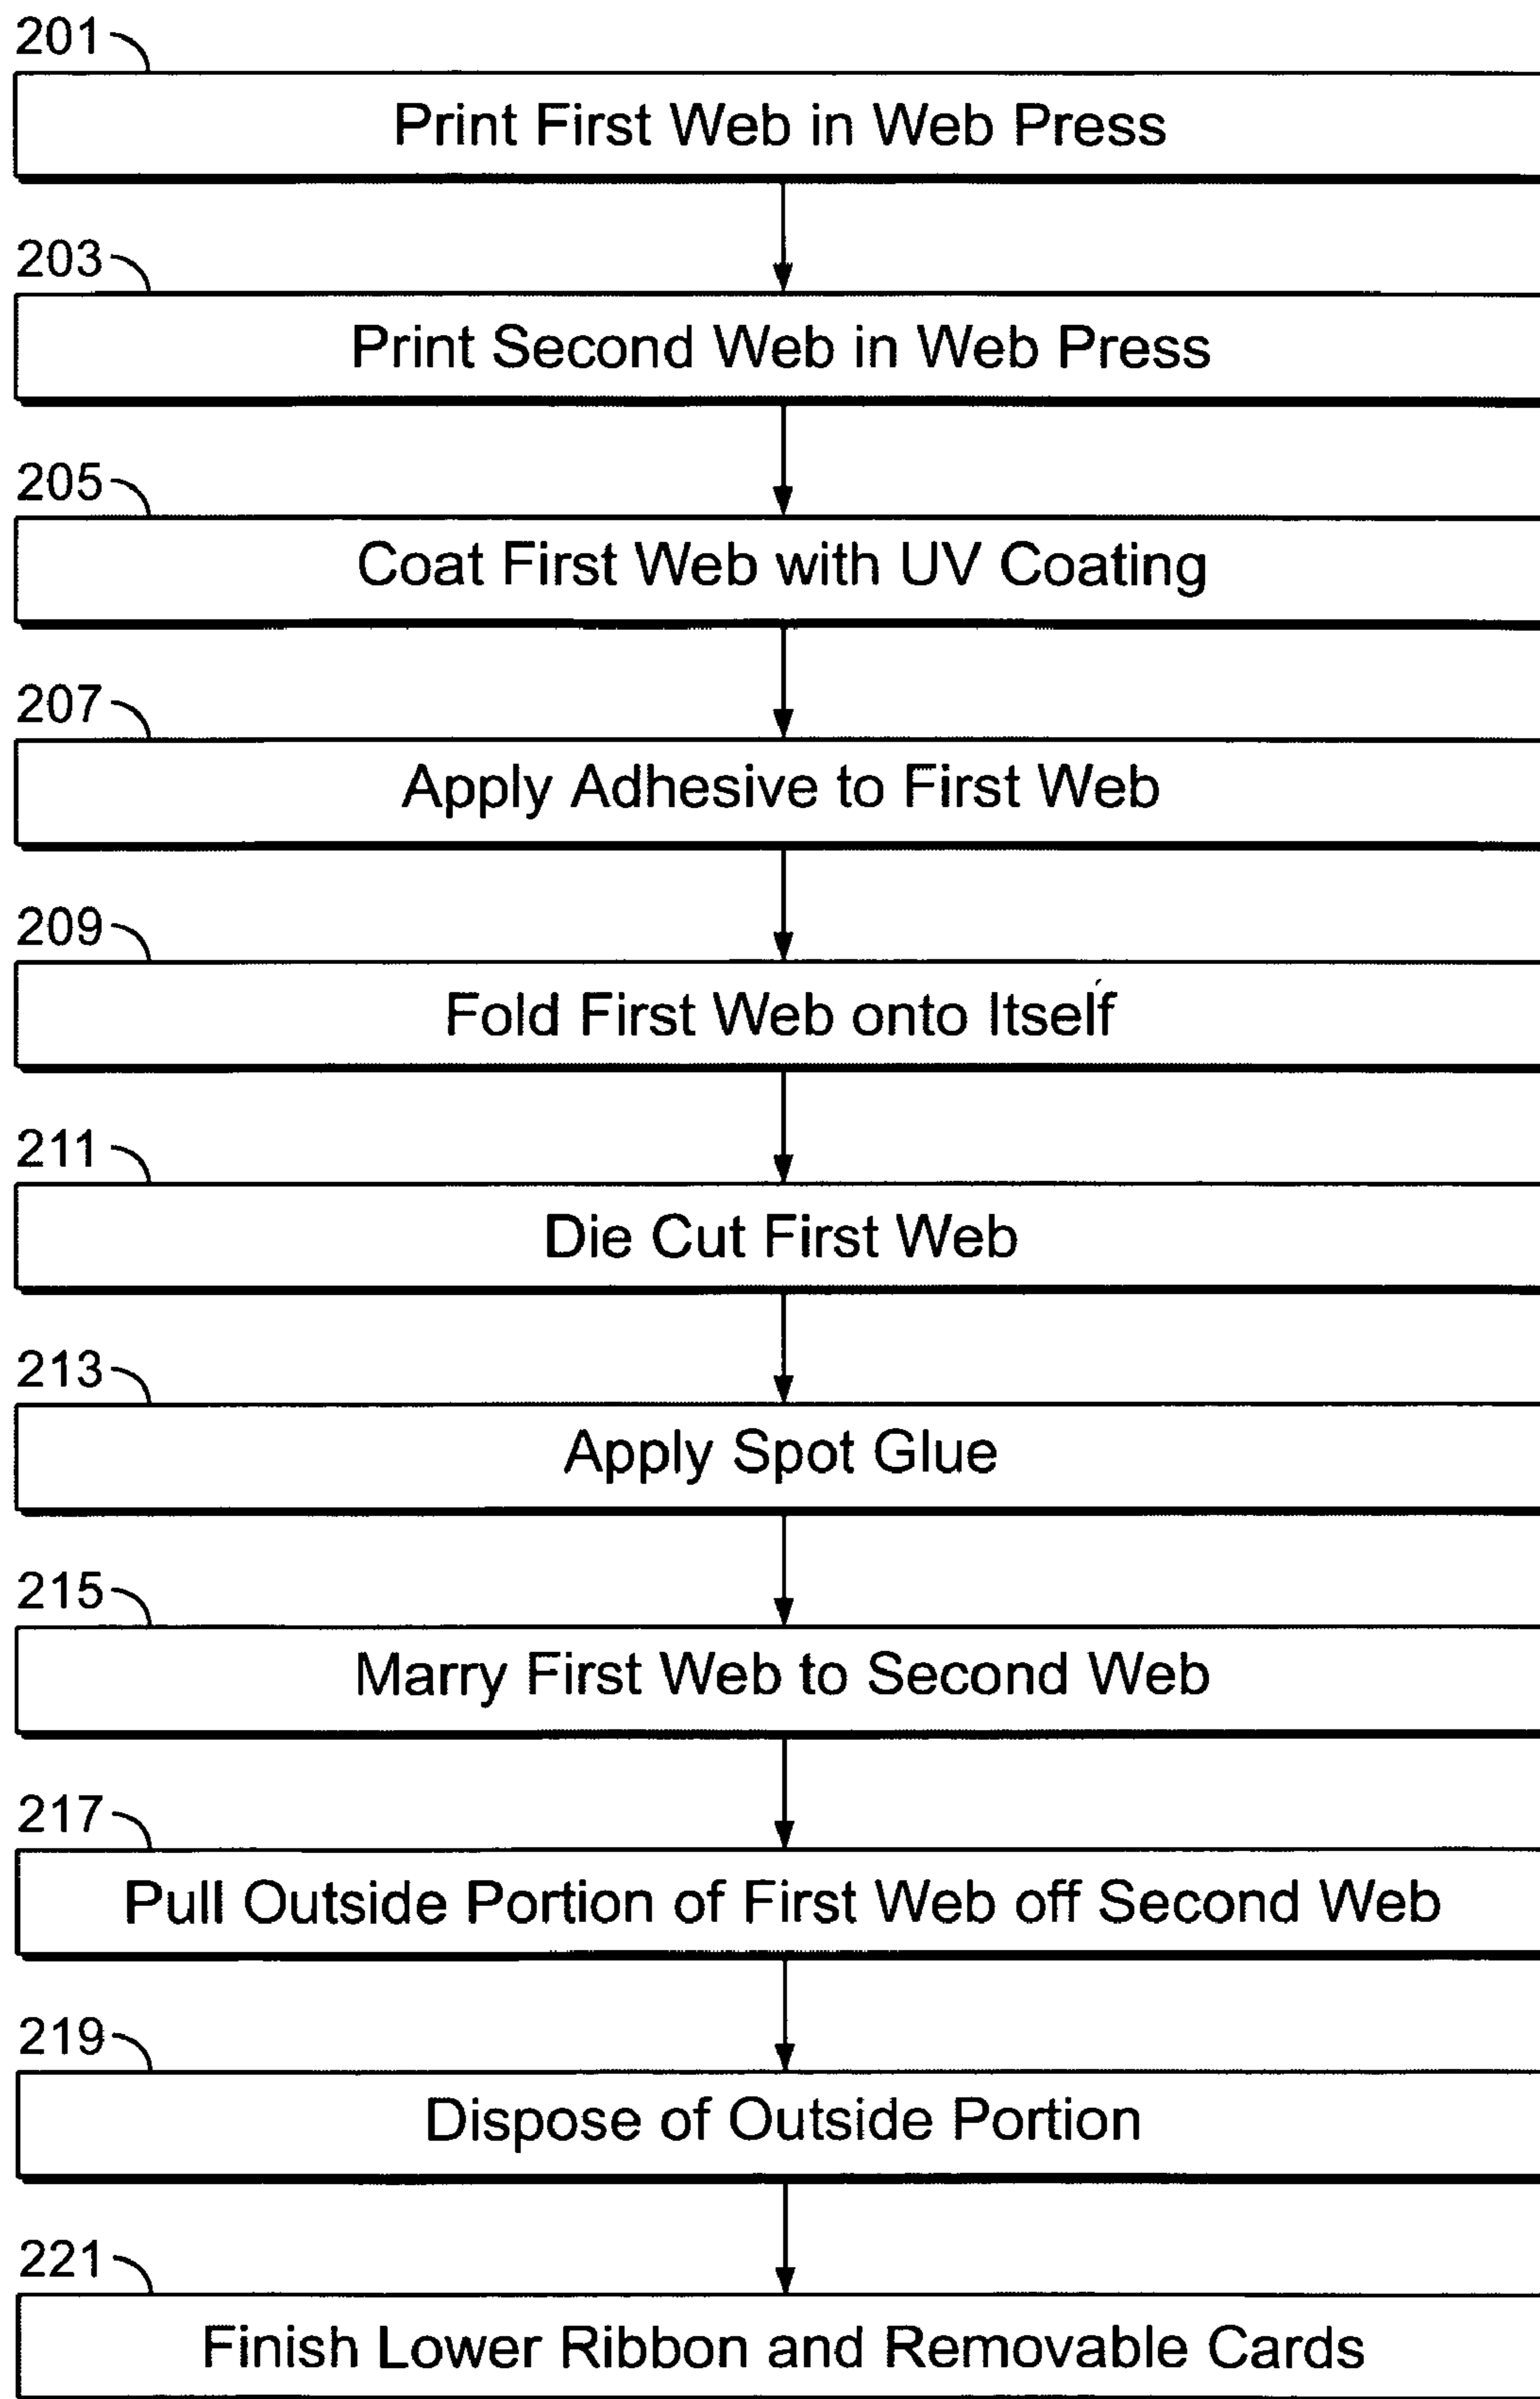 201
Print First Web in Web Press
203
Print Second Web in Web Press
205
Coat First Web with UV Coating
207
Apply Adhesive to First Web
209
Fold First Web onto Itself
211
Die Cut First Web
213
Apply Spot Glue
215
Marry First Web to Second Web
217
Pull Outside Portion of First Web off Second Web
219
Dispose of Outside Portion
221
Finish Lower Ribbon and Removable Cards